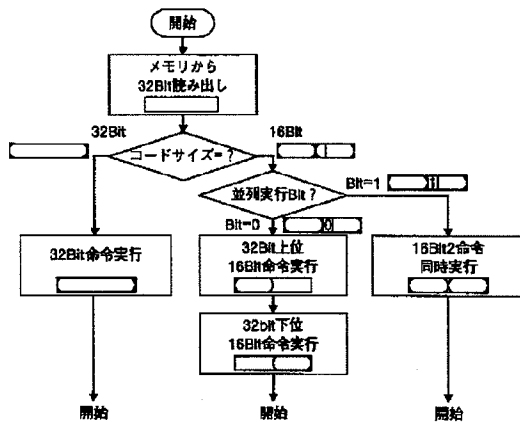 開始
メモリから
32Bit読み出し
32Bit
コードサイズ=?
16Bit
並列実行Bit?
Bit=1
1
Bit=0
0
32Bit命令実行
32Bit上位
16Bit命令実行
16Bit2命令
同時実行
32bit下位
16Bit命令実行
開始
開始
開始